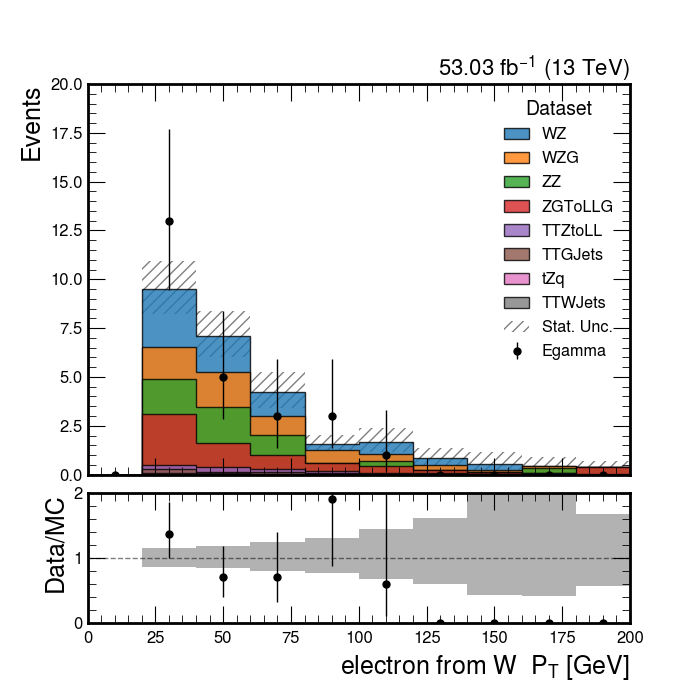 53.03 fb⁻¹ (13 TeV)
Events
20.0
17.5
15.0
12.5
10.0
7.5
5.0
2.5
0.0
Dataset
WZ
WZG
ZZ
ZGToLLG
TTZtoLL
TTGJets
tZq
TTWJets
Stat. Unc.
Egamma
Data/MC
2
1
0
0 25 50 75 100 125 150 175 200
electron from W P_T [GeV]